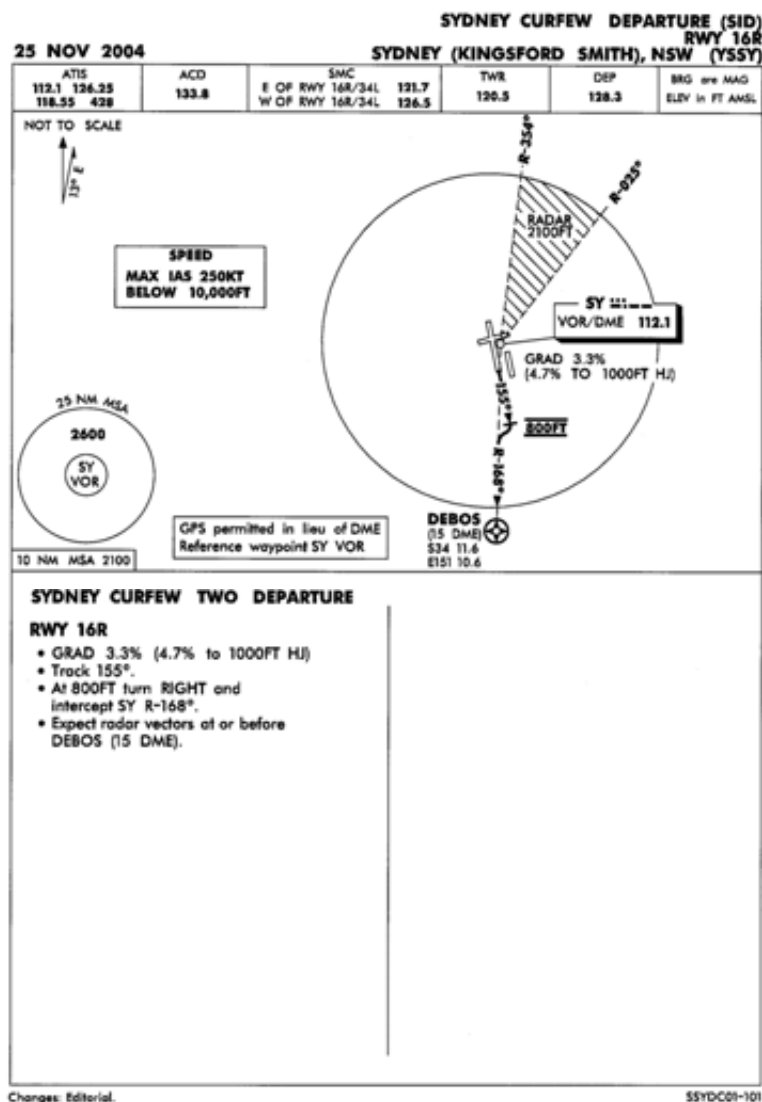 SYDNEY CURFEW DEPARTURE (SID)
RWY 16R
25 NOV 2004
SYDNEY (KINGSFORD SMITH), NSW (YSSY)
ATIS
112.1 126.25
118.55 428
ACD
133.8
SMC
E OF RWY 16R/34L 121.7
W OF RWY 16R/34L 126.5
TWR
120.5
DEP
128.3
BRG are MAG
ELEV in FT AMSL
NOT TO SCALE
13° E
R-354°
R-025°
RADAR
2100FT
SPEED
MAX IAS 250KT
BELOW 10,000FT
SY
VOR/DME 112.1
GRAD 3.3%
(4.7% TO 1000FT HJ)
155°
800FT
R-168°
25 NM MSA
2600
SY
VOR
10 NM MSA 2100
GPS permitted in lieu of DME
Reference waypoint SY VOR
DEBOS
(15 DME)
S34 11.6
E151 10.6
SYDNEY CURFEW TWO DEPARTURE
RWY 16R
• GRAD 3.3% (4.7% to 1000FT HJ)
• Track 155°.
• At 800FT turn RIGHT and
intercept SY R-168°.
• Expect radar vectors at or before
DEBOS (15 DME).
Changes: Editorial.
SSYDC01-101